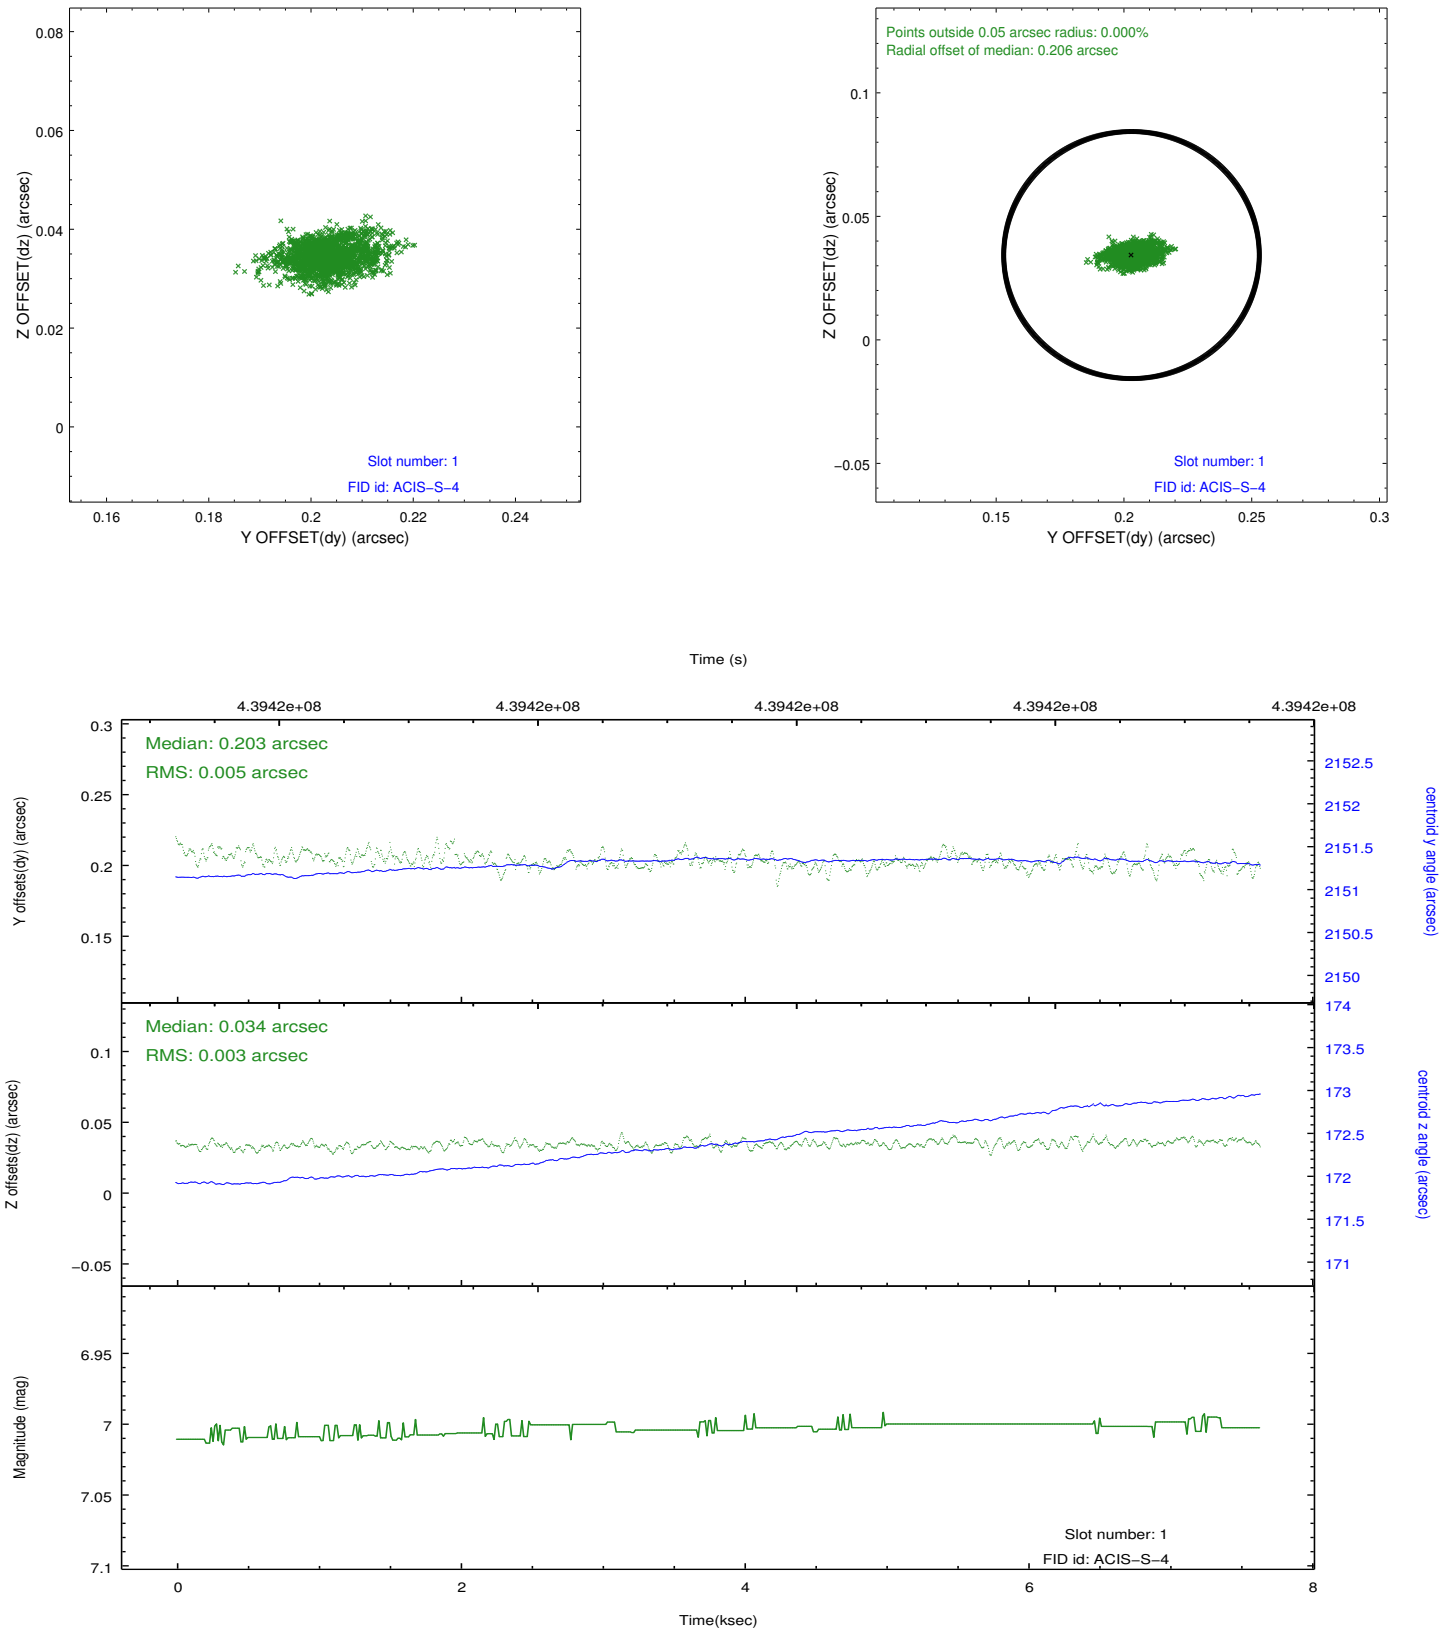 0.08
0.06
0.04
0.02
0
Z OFFSET(dz) (arcsec)
Slot number: 1
FID id: ACIS−S−4
0.16 0.18 0.2 0.22 0.24
Y OFFSET(dy) (arcsec)
Points outside 0.05 arcsec radius: 0.000%
Radial offset of median: 0.206 arcsec
0.1
0.05
0
−0.05
Z OFFSET(dz) (arcsec)
Slot number: 1
FID id: ACIS−S−4
0.15 0.2 0.25 0.3
Y OFFSET(dy) (arcsec)
Time (s)
4.3942e+08 4.3942e+08 4.3942e+08 4.3942e+08 4.3942e+08
Median: 0.203 arcsec
RMS: 0.005 arcsec
0.3
0.25
0.2
0.15
Y offsets(dy) (arcsec)
2152.5
2152
2151.5
2151
2150.5
2150
centroid y angle (arcsec)
Median: 0.034 arcsec
RMS: 0.003 arcsec
0.1
0.05
0
−0.05
Z offsets(dz) (arcsec)
174
173.5
173
172.5
172
171.5
171
centroid z angle (arcsec)
6.95
7
7.05
7.1
Magnitude (mag)
Slot number: 1
FID id: ACIS−S−4
0 2 4 6 8
Time(ksec)